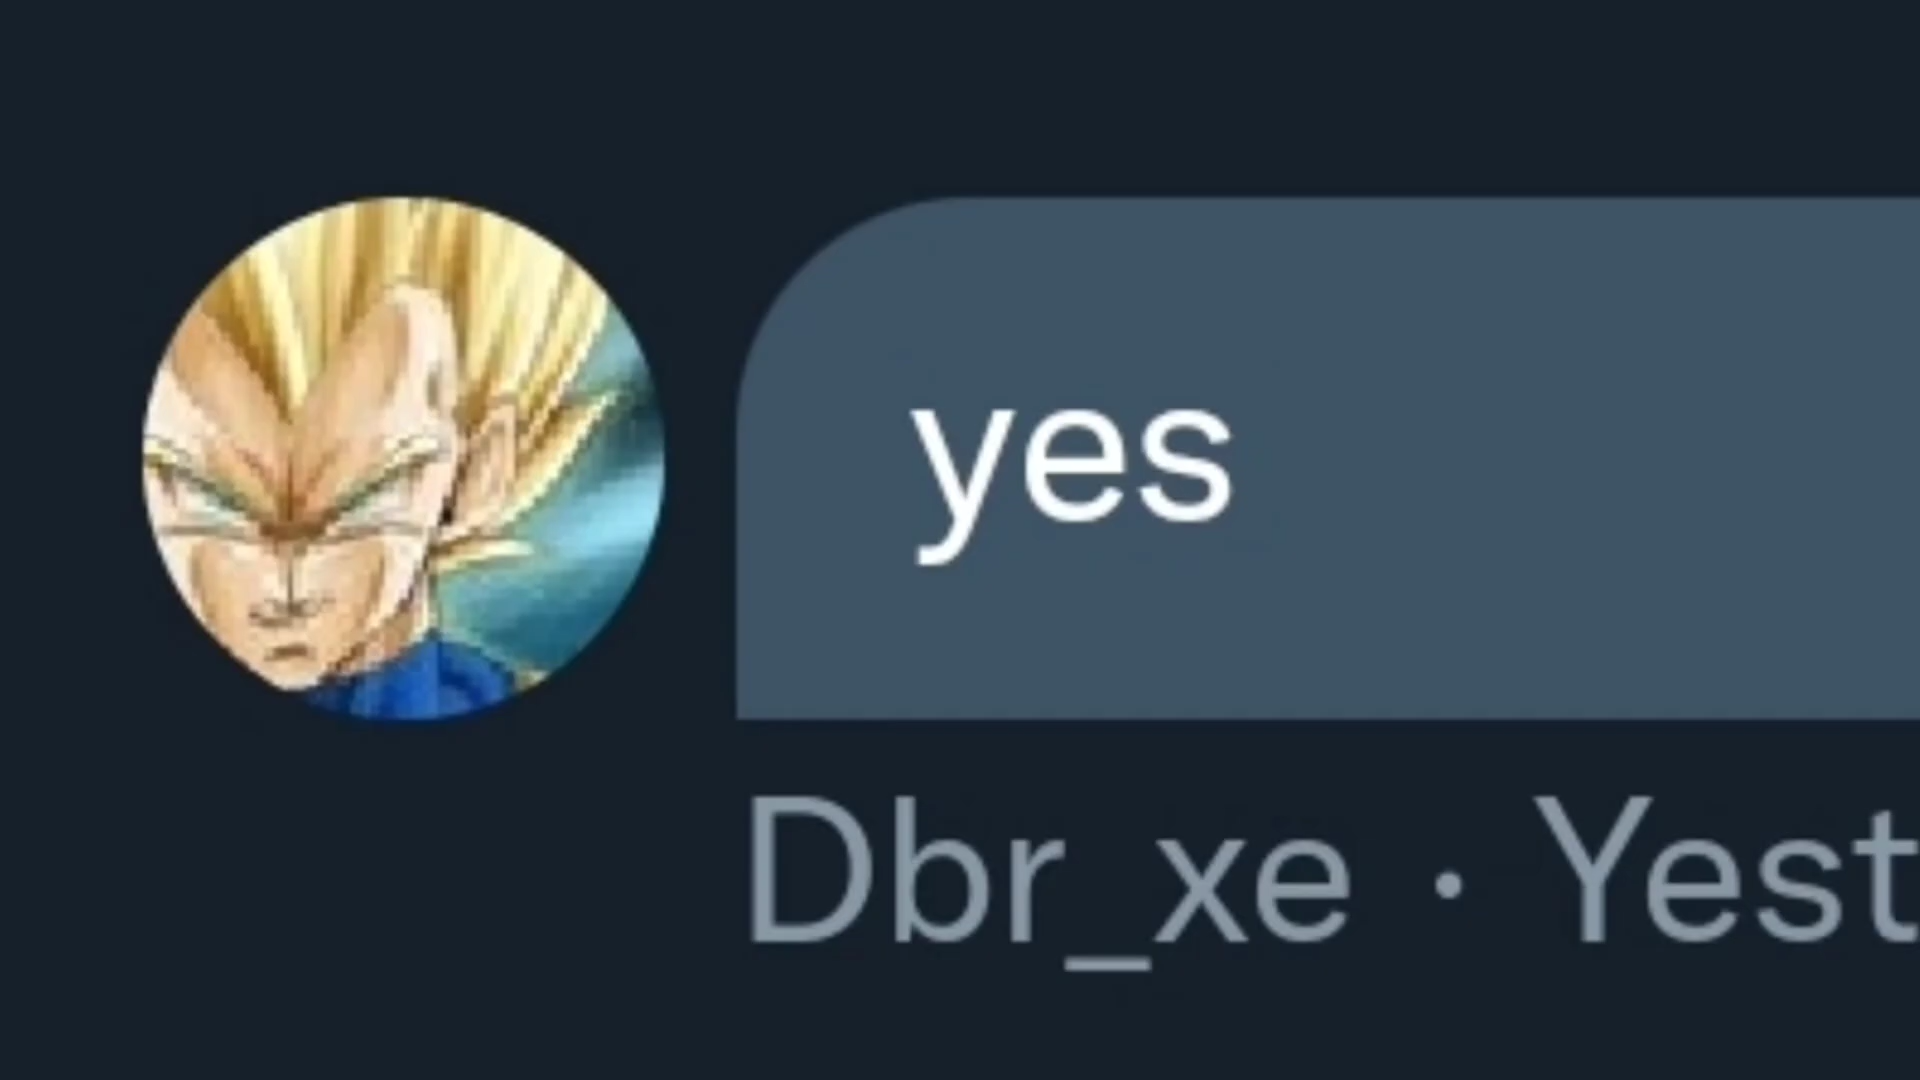 yes
Dbr_xe · Yest